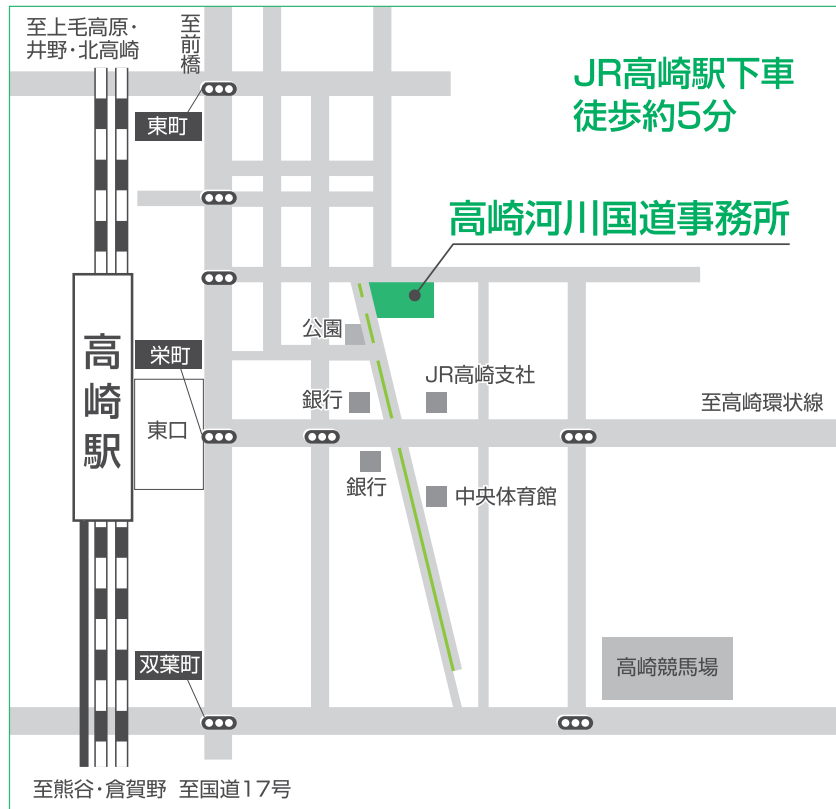 至上毛高原・
井野・北高崎
至前橋
JR高崎駅下車
徒歩約5分
東町
高崎河川国道事務所
公園
栄町
高崎駅
JR高崎支社
銀行
至高崎環状線
東口
銀行
中央体育館
双葉町
高崎競馬場
至熊谷・倉賀野
至国道17号